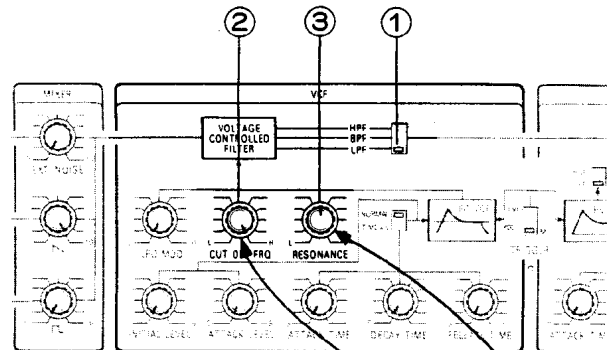 ② ③ ①
MIXER
VCF
VOLTAGE
CONTROLLED
FILTER
HPF
BPF
LPF
EXT. NOISE
LFO MOD
L H
CUT OFF FRQ
L H
RESONANCE
NORMAL
INITIAL LEVEL
ATTACK LEVEL
ATTACK TIME
DECAY TIME
ATTACK TIME